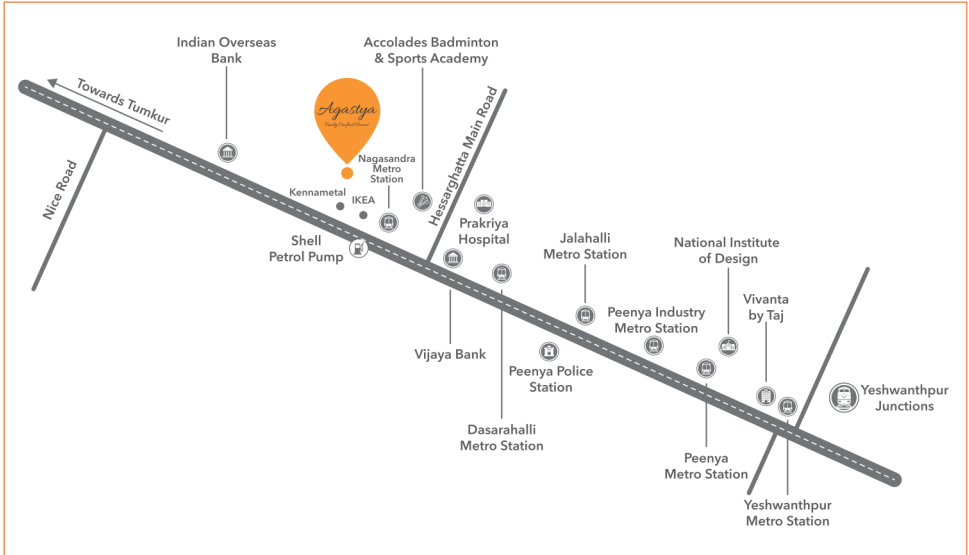 Indian Overseas
Bank
Accolades Badminton
& Sports Academy
Towards Tumkur
Agastya
Nagasandra
Metro
Station
Hessarghatta Main Road
Nice Road
Kennametal
IKEA
Prakriya
Hospital
Shell
Petrol Pump
Jalahalli
Metro Station
National Institute
of Design
Vivanta
by Taj
Peenya Industry
Metro Station
Vijaya Bank
Peenya Police
Station
Yeshwanthpur
Junctions
Dasarahalli
Metro Station
Peenya
Metro Station
Yeshwanthpur
Metro Station